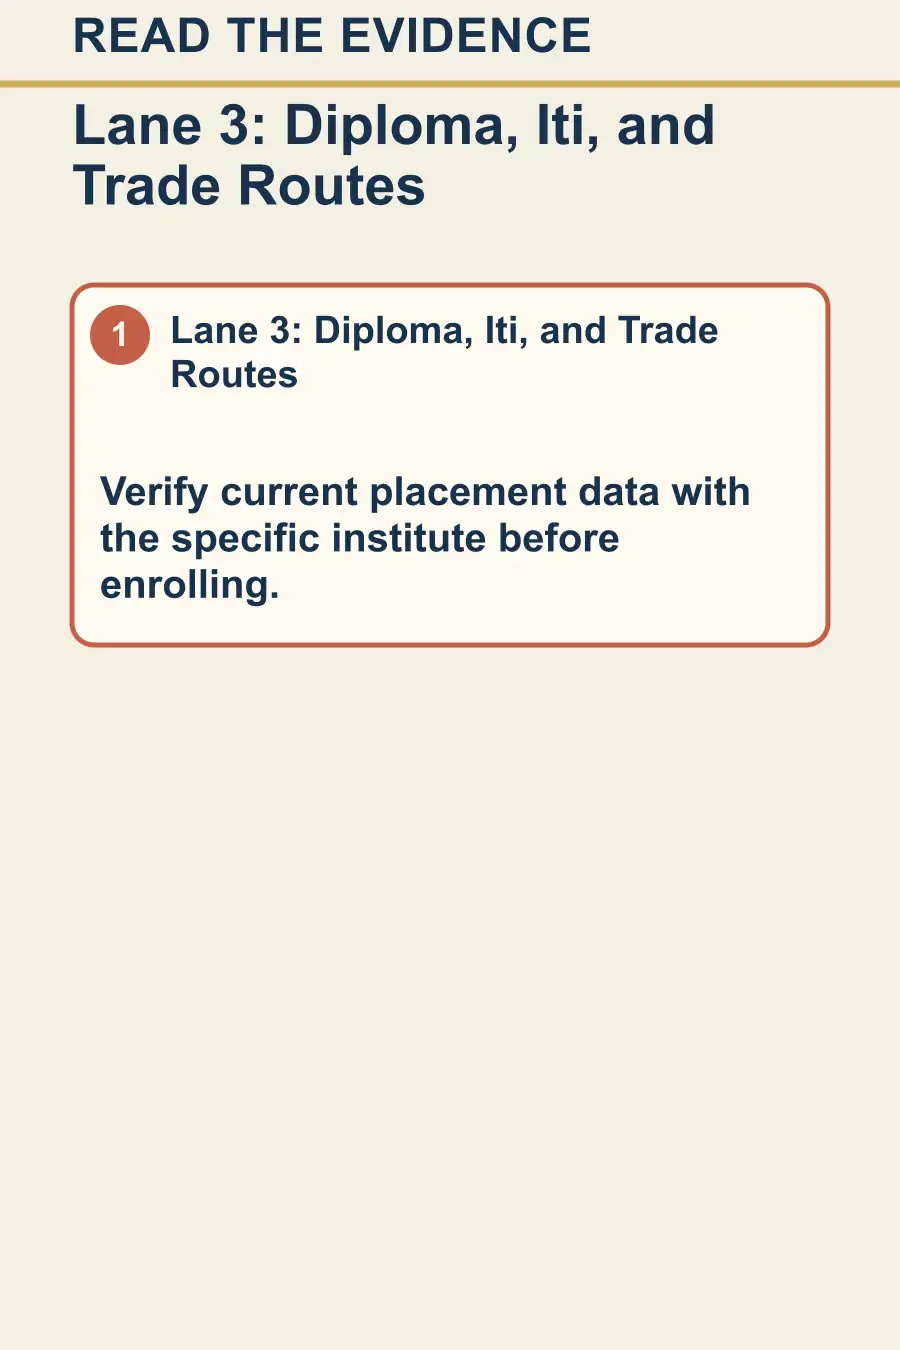 READ THE EVIDENCE
Lane 3: Diploma, Iti, and
Trade Routes
1
Lane 3: Diploma, Iti, and Trade
Routes
Verify current placement data with
the specific institute before
enrolling.